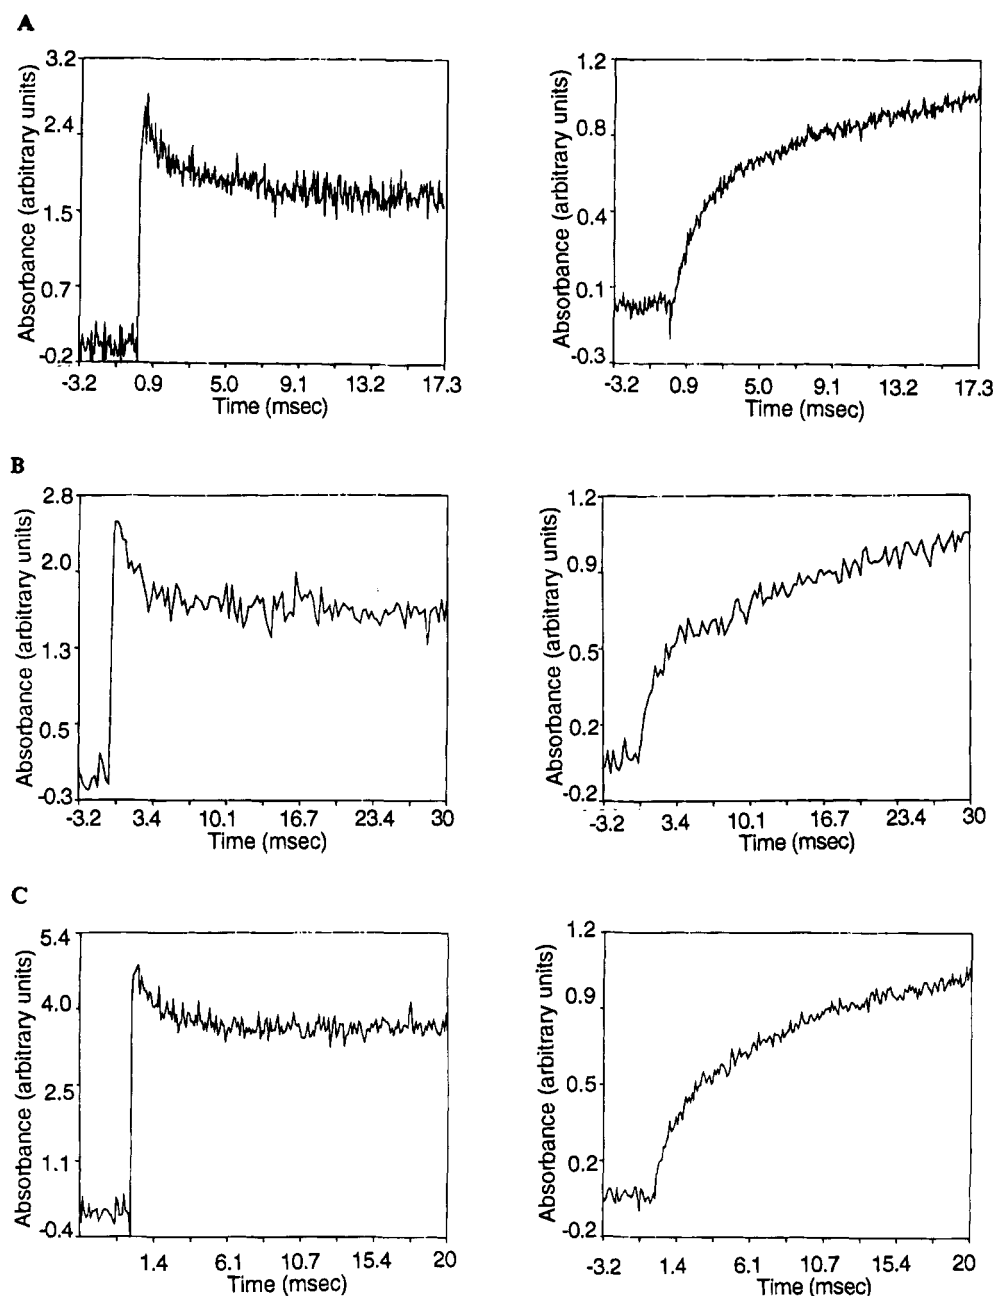 A
Absorbance (arbitrary units)
3.2
2.4
1.5
0.7
-0.2
-3.2 0.9 5.0 9.1 13.2 17.3
Time (msec)
Absorbance (arbitrary units)
1.2
0.8
0.4
0.1
-0.3
-3.2 0.9 5.0 9.1 13.2 17.3
Time (msec)
B
Absorbance (arbitrary units)
2.8
2.0
1.3
0.5
-0.3
-3.2 3.4 10.1 16.7 23.4 30
Time (msec)
Absorbance (arbitrary units)
1.2
0.9
0.5
0.2
-0.2
-3.2 3.4 10.1 16.7 23.4 30
Time (msec)
C
Absorbance (arbitrary units)
5.4
4.0
2.5
1.1
-0.4
1.4 6.1 10.7 15.4 20
Time (msec)
Absorbance (arbitrary units)
1.2
0.9
0.5
0.2
-0.2
-3.2 1.4 6.1 10.7 15.4 20
Time (msec)